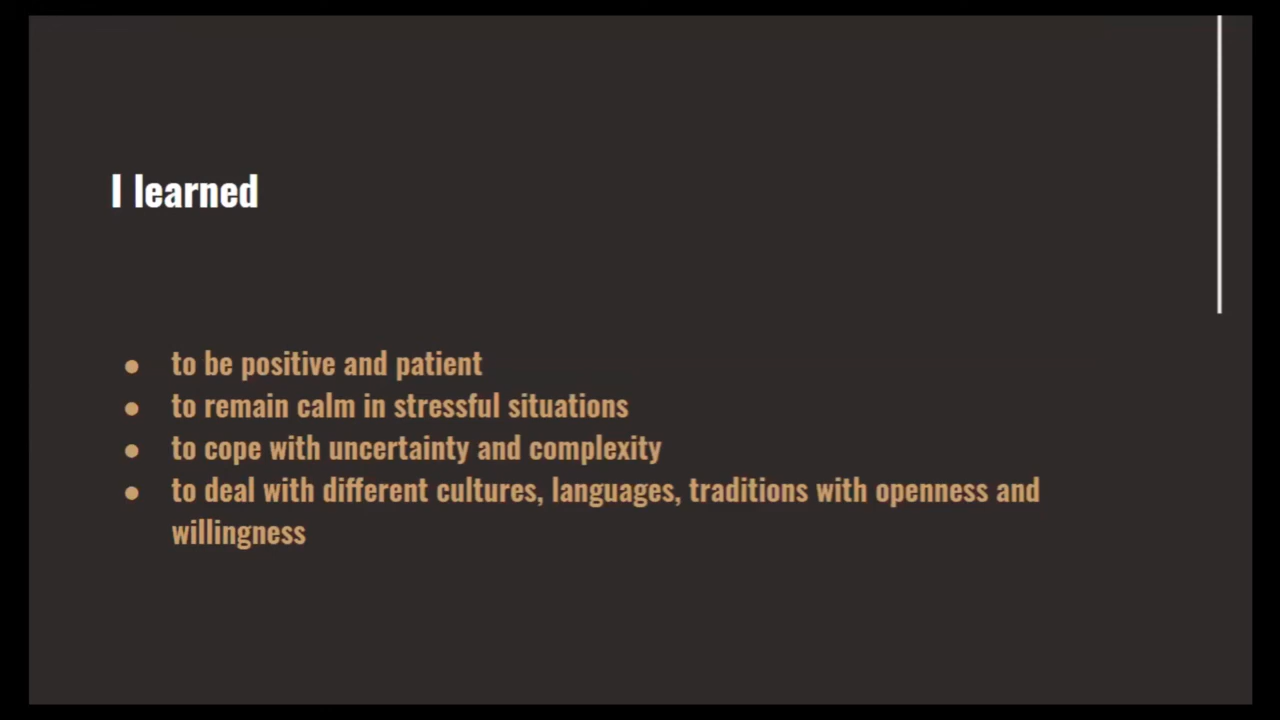 I learned
● to be positive and patient
● to remain calm in stressful situations
● to cope with uncertainty and complexity
● to deal with different cultures, languages, traditions with openness and
willingness